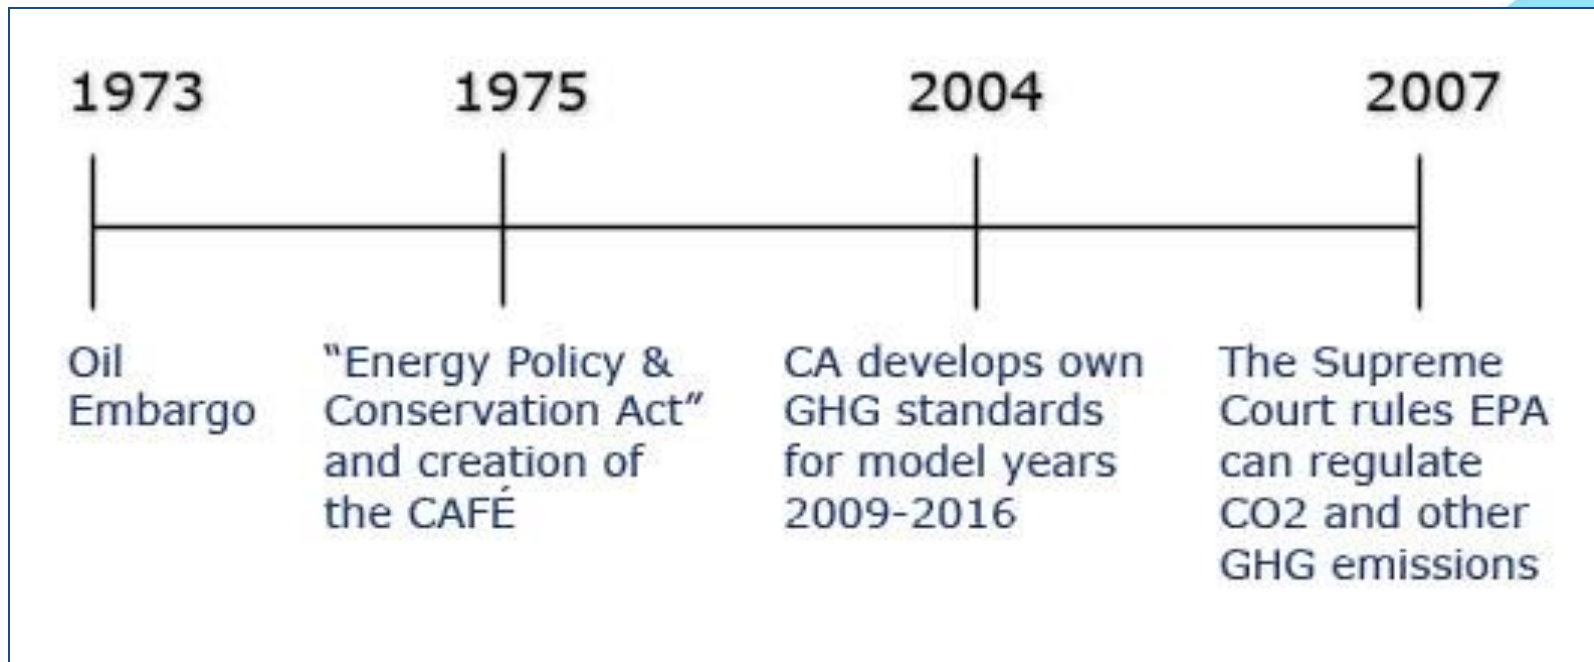 1973
1975
2004
2007
Oil
Embargo
“Energy Policy &
Conservation Act”
and creation of
the CAFÉ
CA develops own
GHG standards
for model years
2009-2016
The Supreme
Court rules EPA
can regulate
CO2 and other
GHG emissions